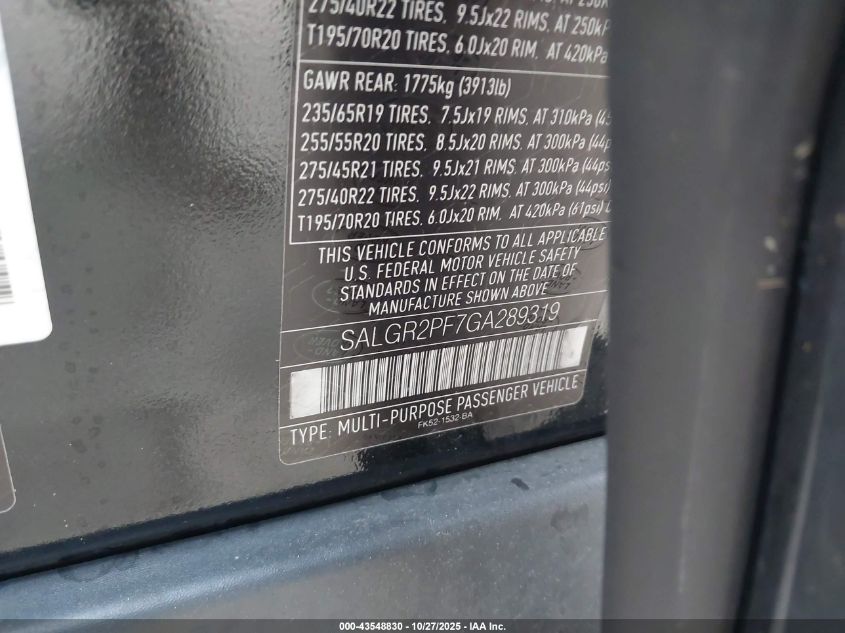 275/40R22 TIRES, 9.5Jx22 RIMS, AT 250kP
T195/70R20 TIRES, 6.0Jx20 RIM, AT 420kPa
GAWR REAR: 1775kg (3913lb)
235/65R19 TIRES, 7.5Jx19 RIMS, AT 310kPa (45
255/55R20 TIRES, 8.5Jx20 RIMS, AT 300kPa (44p
275/45R21 TIRES, 9.5Jx21 RIMS, AT 300kPa (44ps
275/40R22 TIRES, 9.5Jx22 RIMS, AT 300kPa (44psi)
T195/70R20 TIRES, 6.0Jx20 RIM, AT 420kPa (61psi)
THIS VEHICLE CONFORMS TO ALL APPLICABLE
U.S. FEDERAL MOTOR VEHICLE SAFETY
STANDARDS IN EFFECT ON THE DATE OF
MANUFACTURE SHOWN ABOVE
SALGR2PF7GA289319
TYPE: MULTI-PURPOSE PASSENGER VEHICLE
FK52-1532-BA
000-43548830 - 10/27/2025 - IAA Inc.